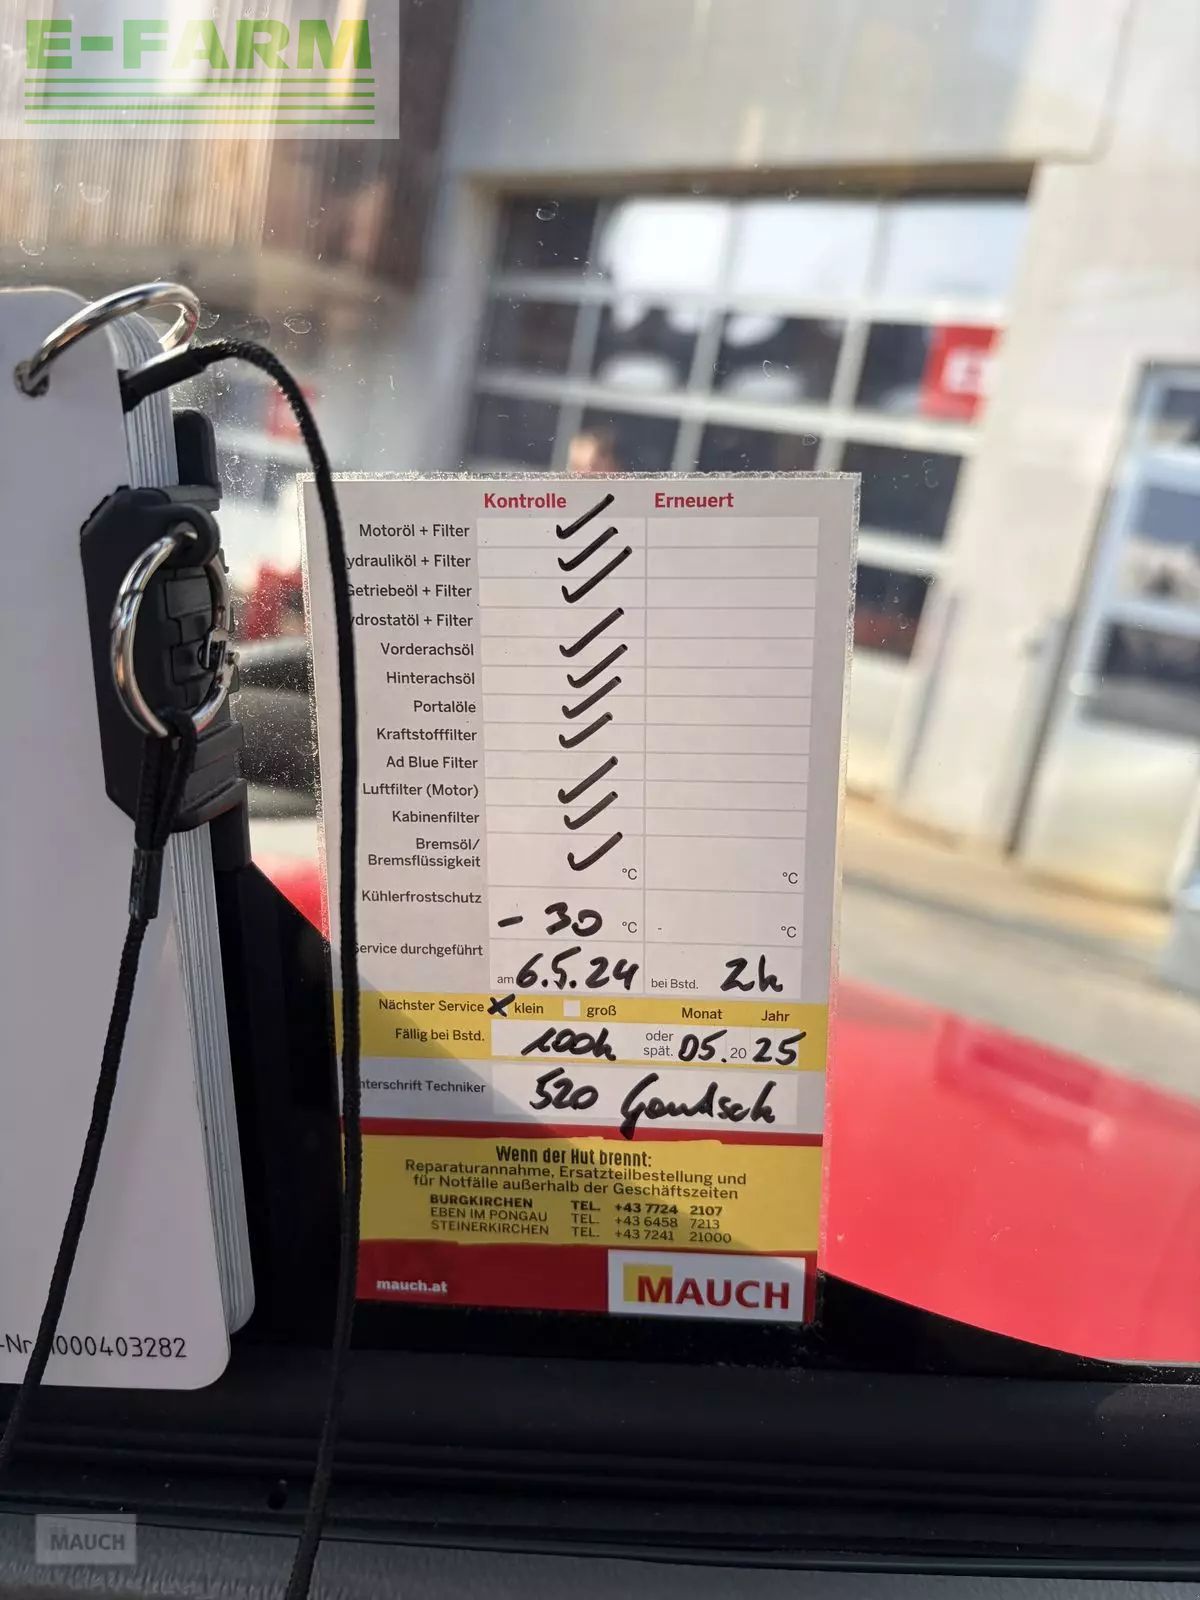 E-FARM
Kontrolle ✓ Erneuert
Motoröl + Filter ✓
ydrauliköl + Filter ✓
Getriebeöl + Filter ✓
ydrostatöl + Filter
Vorderachsöl ✓
Hinterachsöl ✓
Portalöle ✓
Kraftstofffilter ✓
Ad Blue Filter
Luftfilter (Motor) ✓
Kabinenfilter ✓
Bremsöl/
Bremsflüssigkeit ✓ °C °C
Kühlerfrostschutz - 30 °C - °C
Service durchgeführt am 6.5.24 bei Bstd. 2h
Nächster Service X klein groß Monat Jahr
Fällig bei Bstd. 100h oder spät. 05. 20 25
nterschrift Techniker 520
Wenn der Hut brennt:
Reparaturannahme, Ersatzteilbestellung und
für Notfälle außerhalb der Geschäftszeiten
BURGKIRCHEN TEL. +43 7724 2107
EBEN IM PONGAU TEL. +43 6458 7213
STEINERKIRCHEN TEL. +43 7241 21000
mauch.at MAUCH
-Nr 000403282
MAUCH